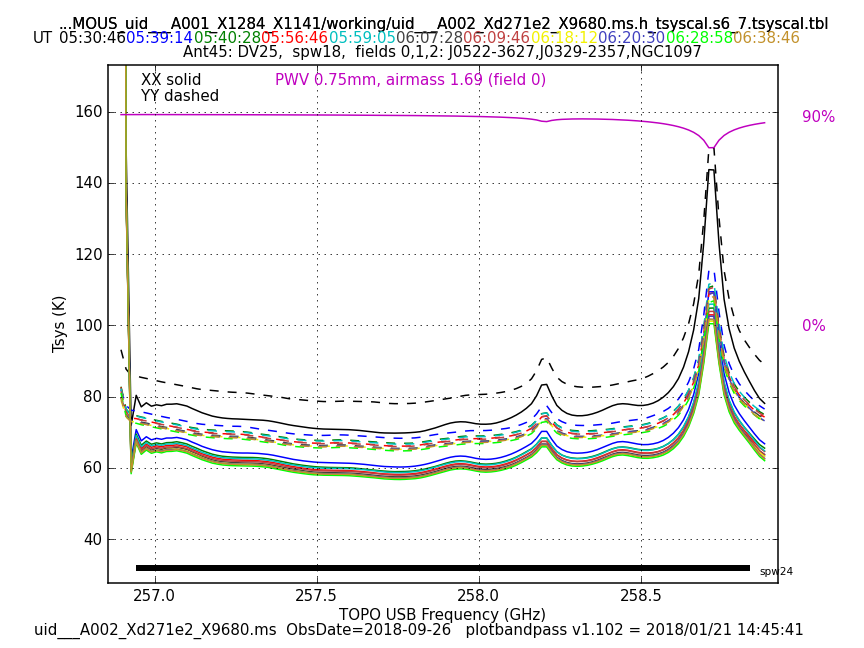 ...MOUS_uid___A001_X1284_X1141/working/uid___A002_Xd271e2_X9680.ms.h_tsyscal.s6_7.tsyscal.tbl
UT 05:30:46 05:39:14 05:40:28 05:56:46 05:59:05 06:07:28 06:09:46 06:18:12 06:20:30 06:28:58 06:38:46
Ant45: DV25, spw18, fields 0,1,2: J0522-3627,J0329-2357,NGC1097
XX solid
YY dashed
PWV 0.75mm, airmass 1.69 (field 0)
160
140
120
100
80
60
40
Tsys (K)
90%
0%
spw24
257.0 257.5 258.0 258.5
TOPO USB Frequency (GHz)
uid___A002_Xd271e2_X9680.ms ObsDate=2018-09-26 plotbandpass v1.102 = 2018/01/21 14:45:41